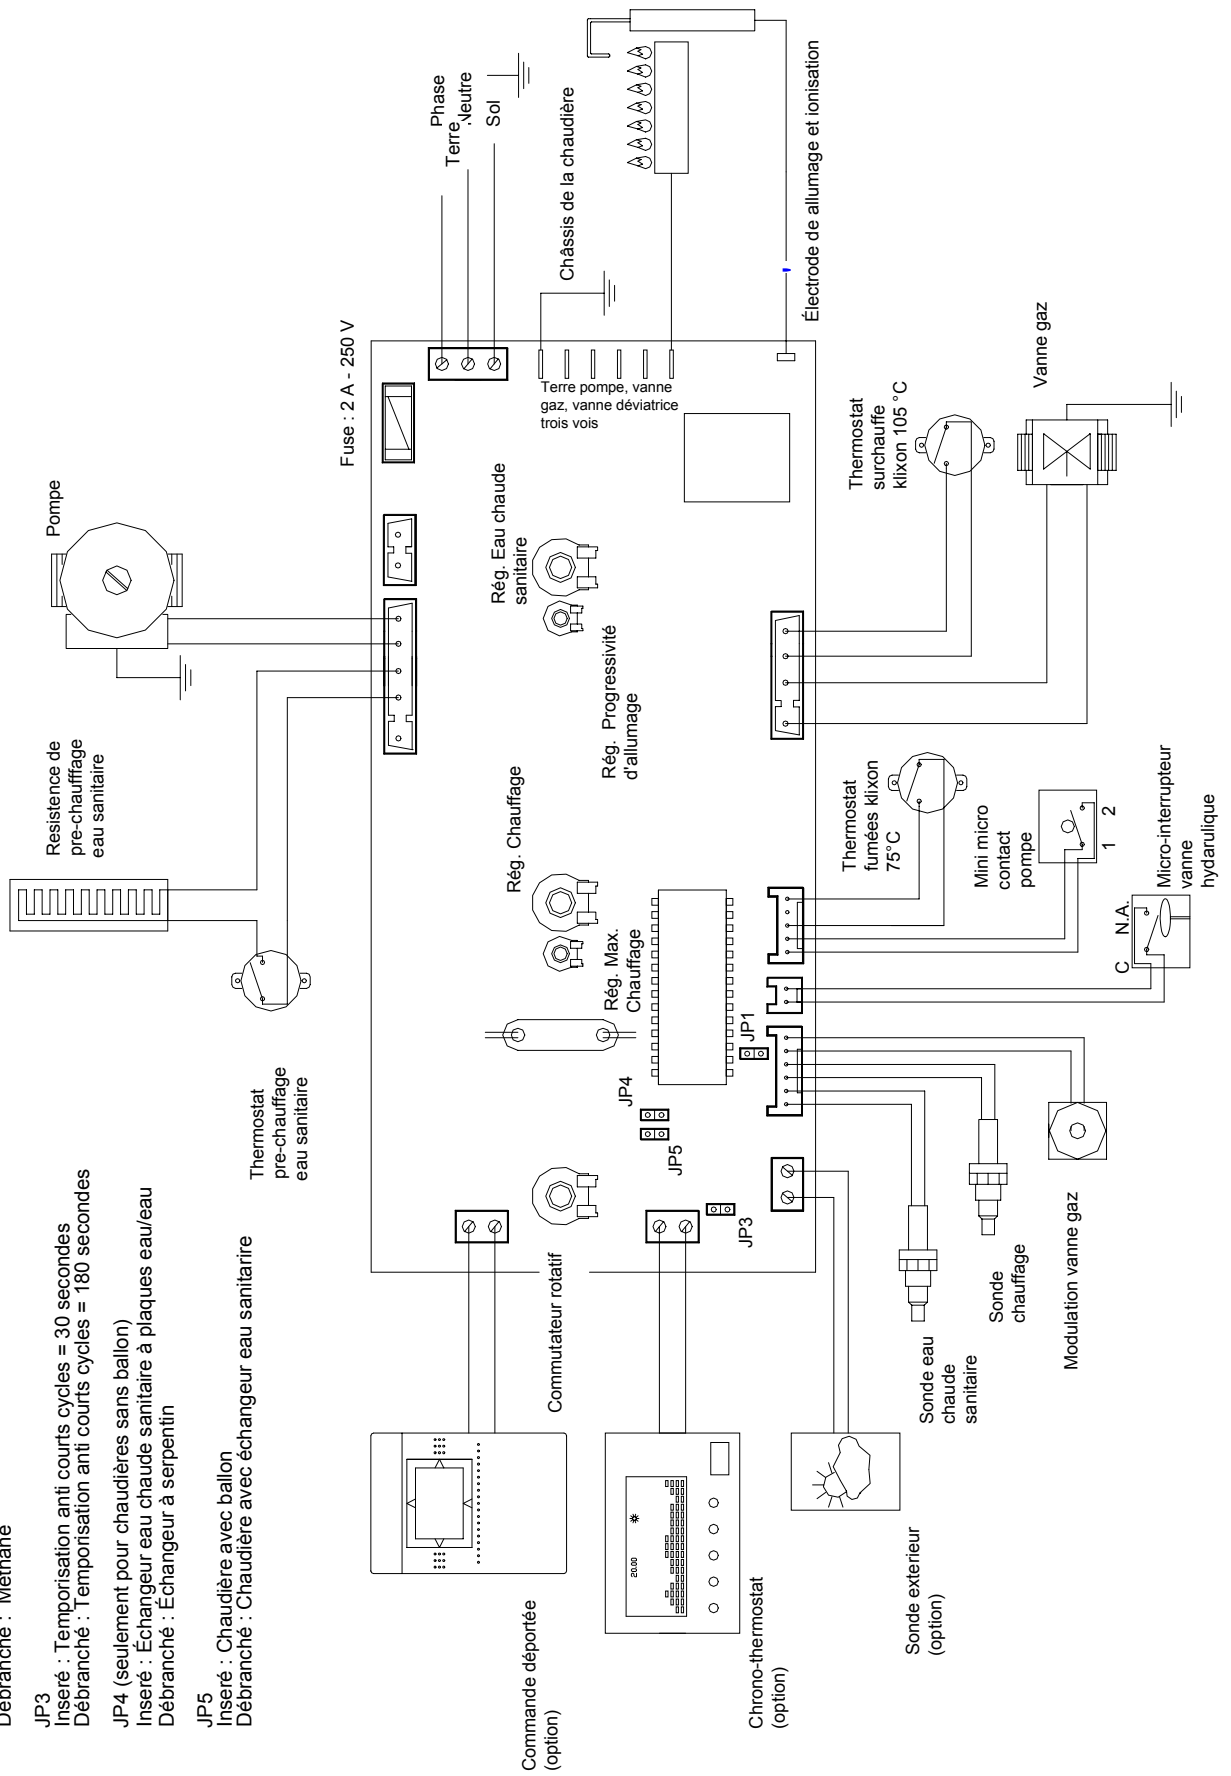 Débranché : Méthane
JP3
Inseré : Temporisation anti courts cycles = 30 secondes
Débranché : Temporisation anti courts cycles = 180 secondes
JP4 (seulement pour chaudières sans ballon)
Inseré : Échangeur eau chaude sanitaire à plaques eau/eau
Débranché : Échangeur à serpentin
JP5
Inseré : Chaudière avec ballon
Débranché : Chaudière avec échangeur eau sanitarire
Resistence de
pre-chaufffage
eau sanitaire
Pompe
Thermostat
pre-chauffage
eau sanitaire
Fuse : 2 A - 250 V
Phase
Terre
Neutre
Sol
Châssis de la chaudière
Terre pompe, vanne
gaz, vanne déviatrice
trois vois
Électrode de allumage et ionisation
Rég. Eau chaude
sanitaire
Rég. Progressivité
d'allumage
Rég. Chauffage
Rég. Max.
Chauffage
JP4
JP5
JP1
JP3
Commutateur rotatif
Commande déportée
(option)
20.00
Chrono-thermostat
(option)
Sonde exterieur
(option)
Sonde eau
chaude
sanitaire
Sonde
chauffage
Modulation vanne gaz
C N.A.
Micro-interrupteur
vanne
hydarulique
Mini micro
contact
pompe
1 2
Thermostat
fumées klixon
75°C
Thermostat
surchauffe
klixon 105 °C
Vanne gaz